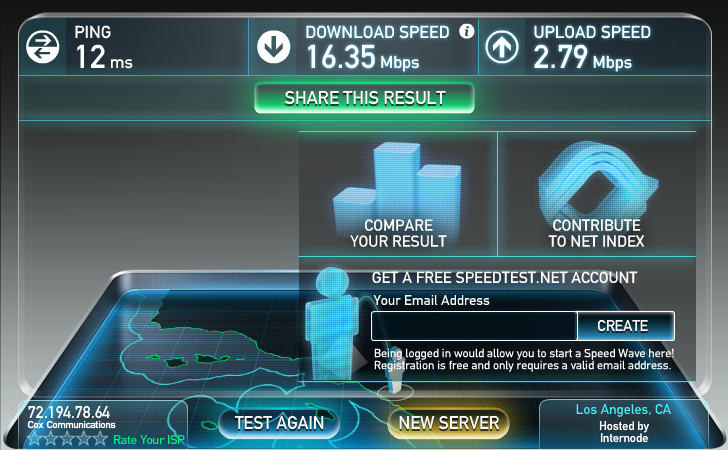 PING
12 ms
DOWNLOAD SPEED
16.35 Mbps
UPLOAD SPEED
2.79 Mbps
SHARE THIS RESULT
COMPARE
YOUR RESULT
CONTRIBUTE
TO NET INDEX
GET A FREE SPEEDTEST.NET ACCOUNT
Your Email Address
CREATE
Being logged in would allow you to start a Speed Wave here!
Registration is free and only requires a valid email address.
72.194.78.64
Cox Communications
Rate Your ISP
TEST AGAIN
NEW SERVER
Los Angeles, CA
Hosted by
Internode